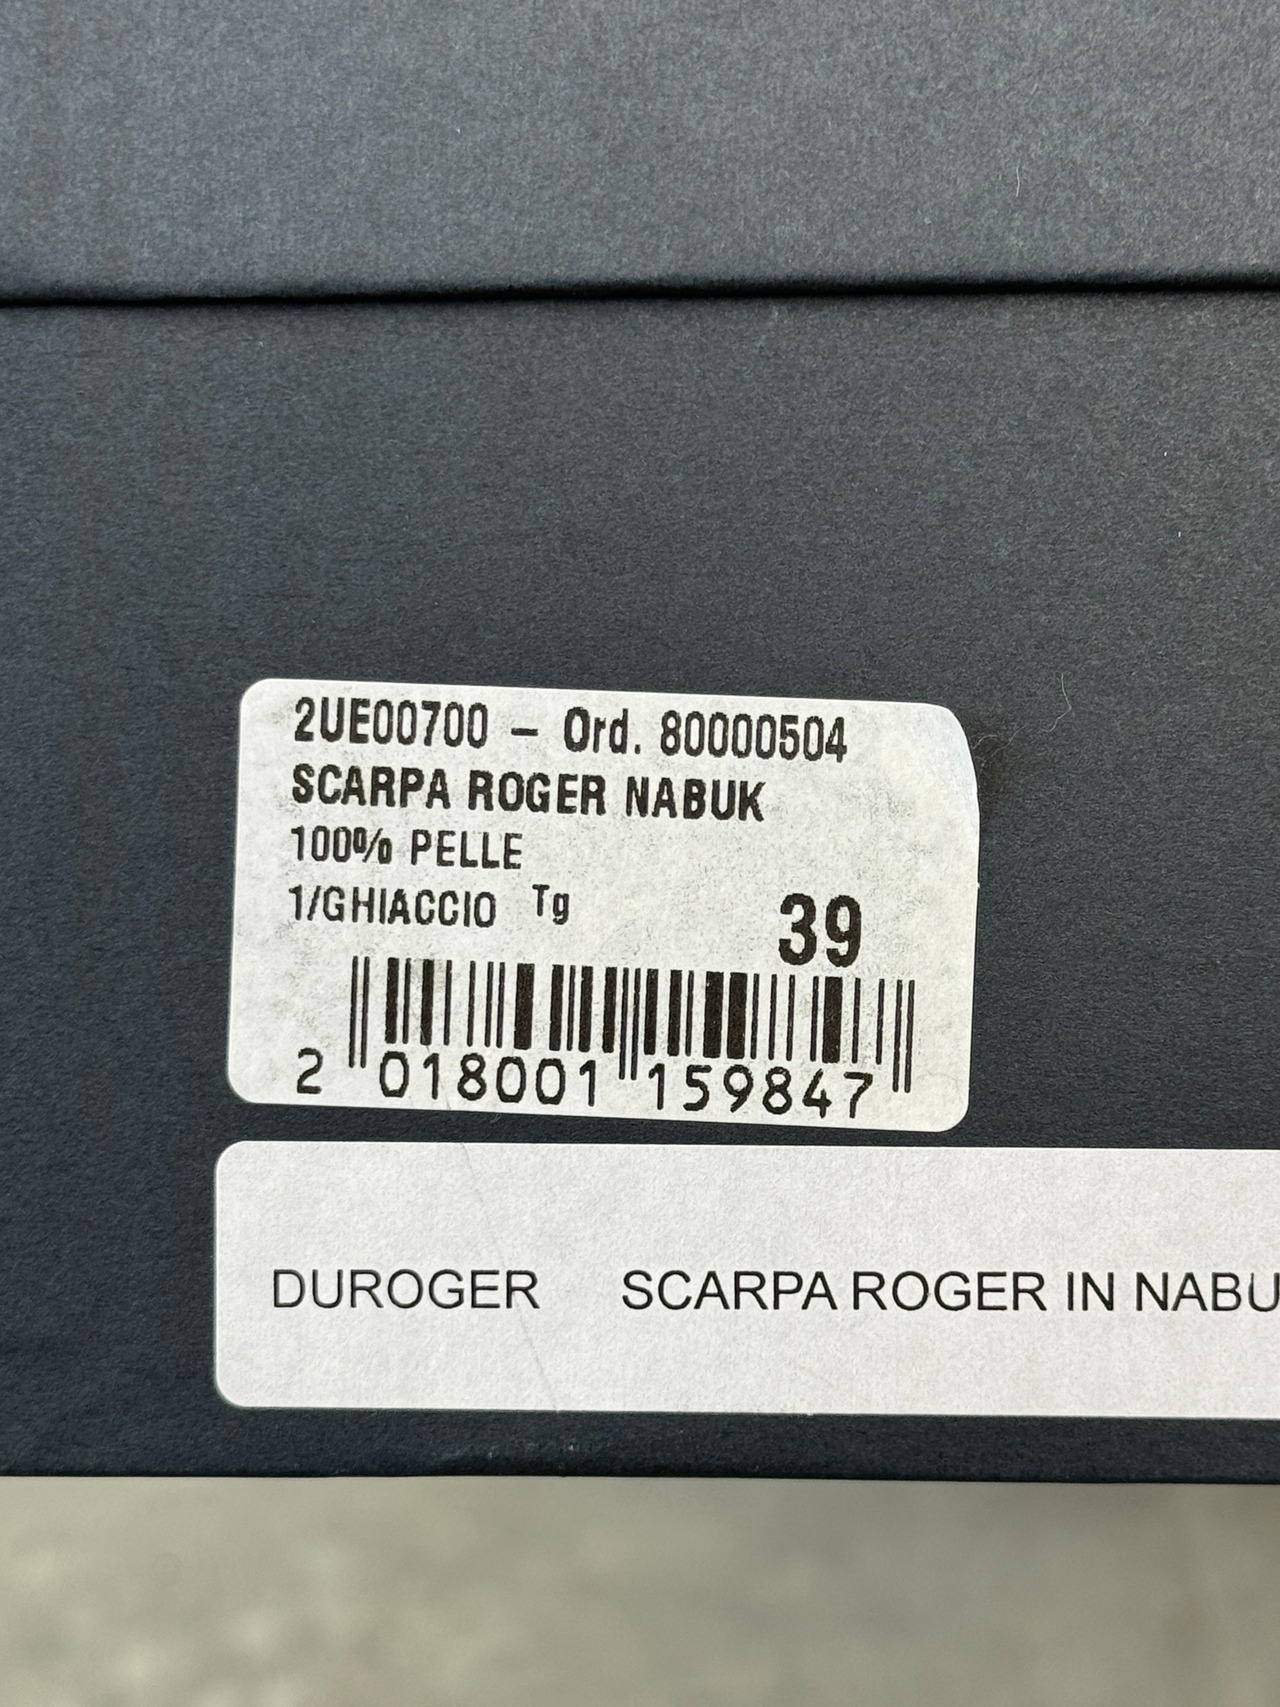 2UE00700 – Ord. 80000504
SCARPA ROGER NABUK
100% PELLE
1/GHIACCIO Tg 39
2 018001 159847
DUROGER SCARPA ROGER IN NABU